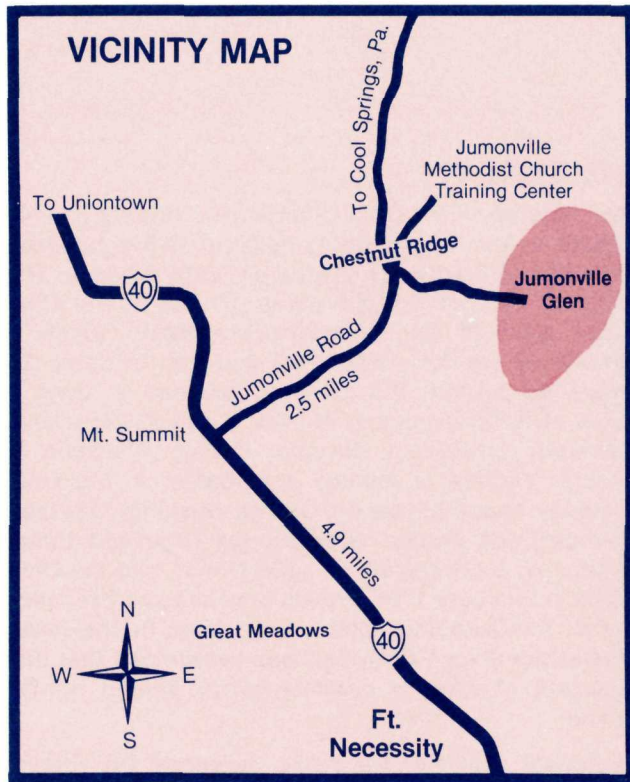 VICINITY MAP
To Cool Springs, Pa.
Jumonville
Methodist Church
Training Center
To Uniontown
Chestnut Ridge
Jumonville
Glen
40
Jumonville Road
2.5 miles
Mt. Summit
4.9 miles
Great Meadows
40
N
W E
S
Ft.
Necessity